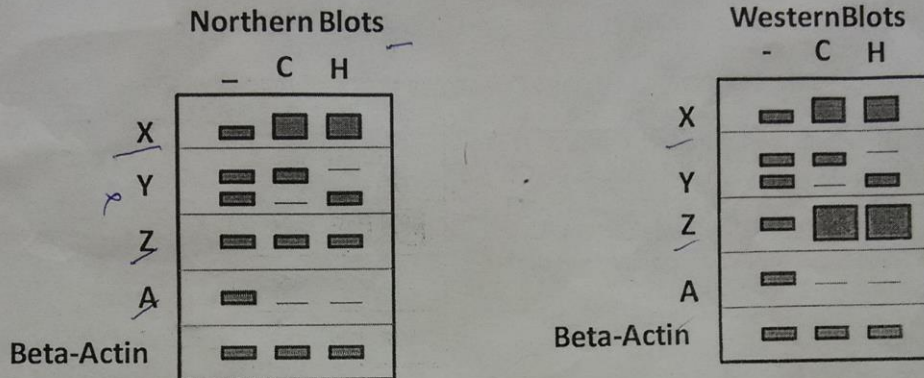 Northern Blots
_ C H
X
Y
Z
A
Beta-Actin
WesternBlots
- C H
X
Y
Z
A
Beta-Actin